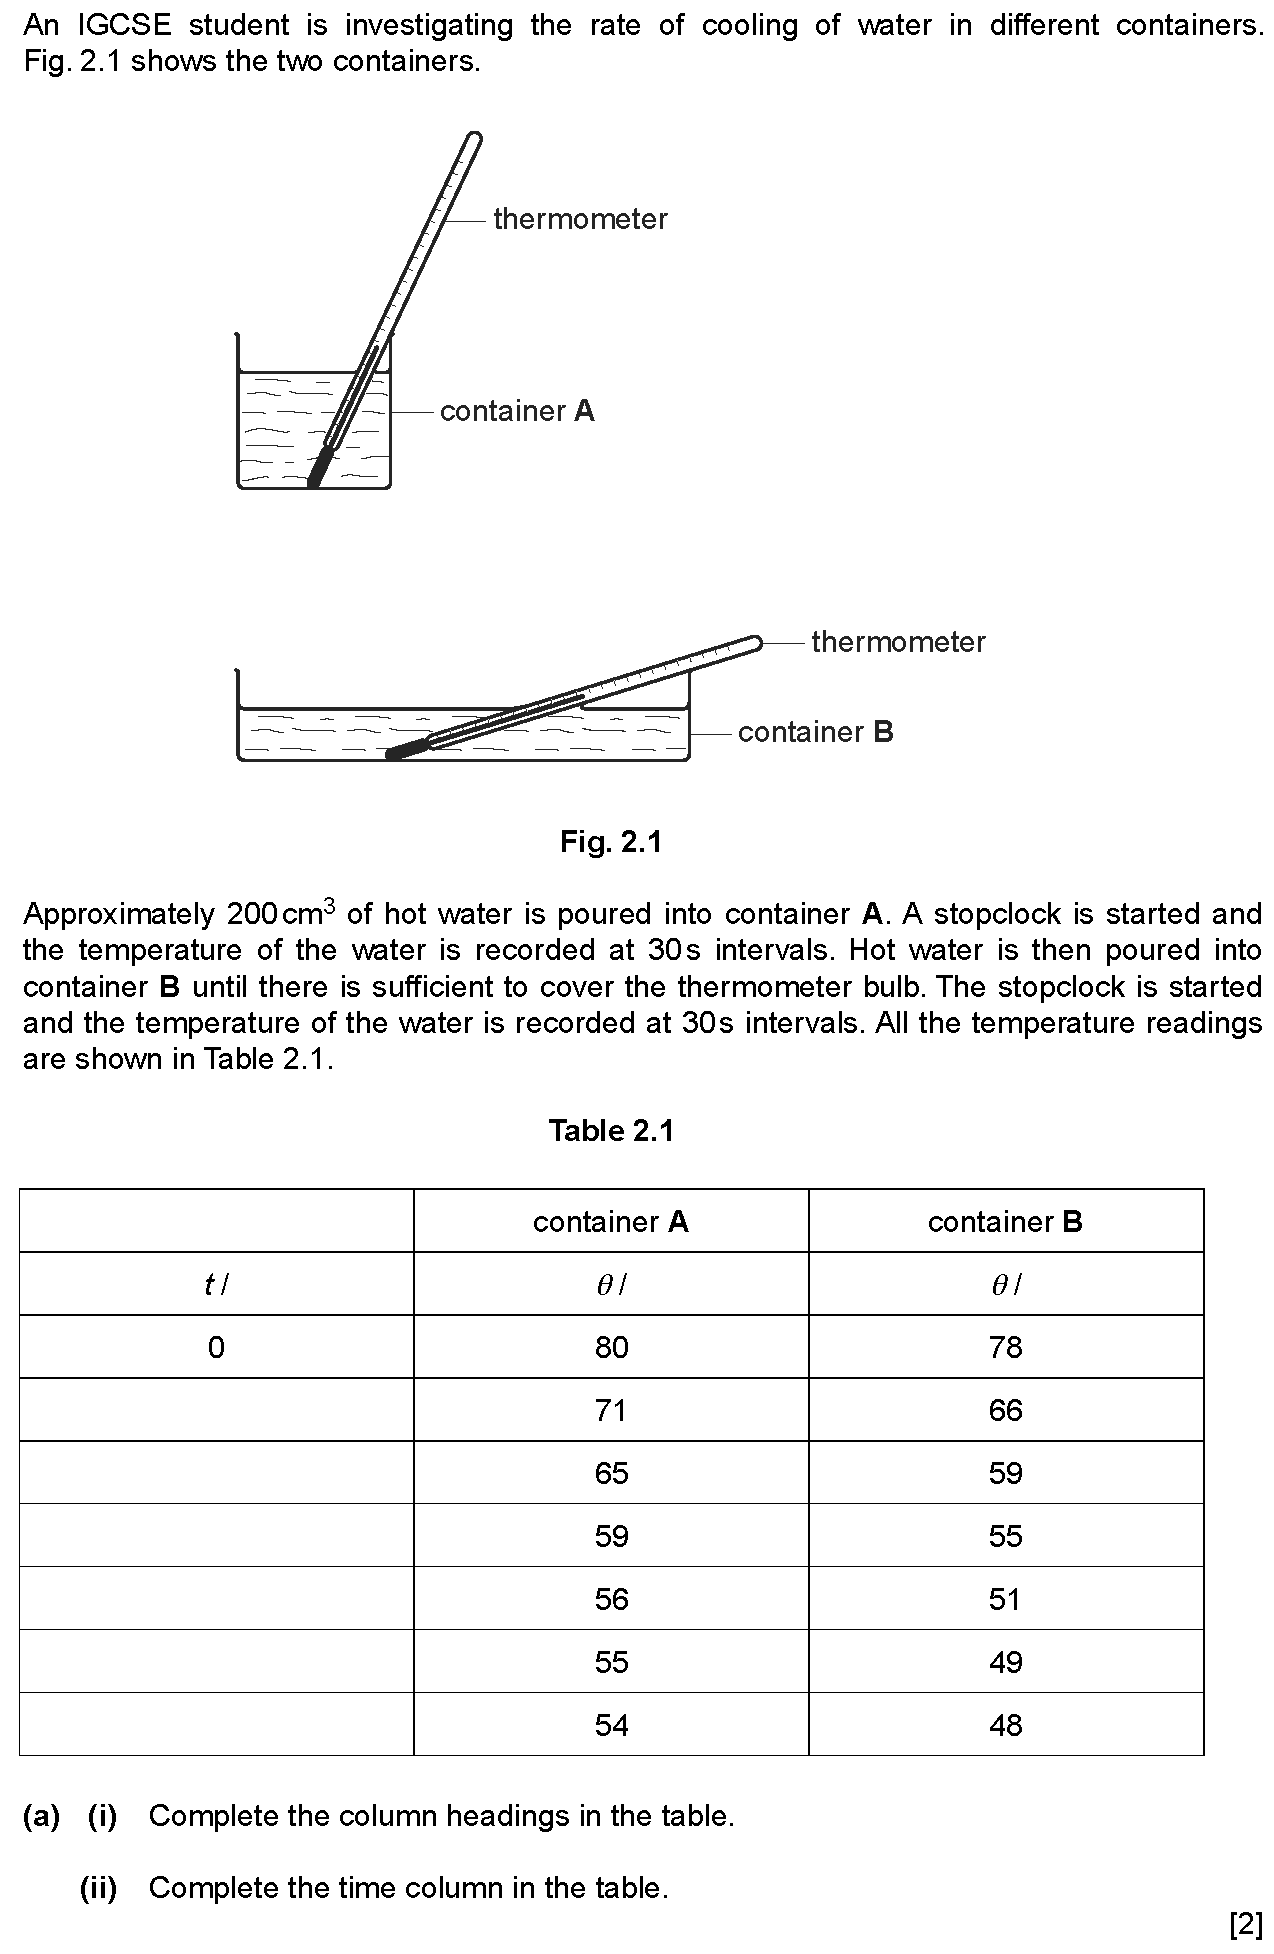 An IGCSE student is investigating the rate of cooling of water in different containers.
Fig. 2.1 shows the two containers.
thermometer
container A
thermometer
container B
Fig. 2.1
Approximately 200 cm³ of hot water is poured into container A. A stopclock is started and
the temperature of the water is recorded at 30 s intervals. Hot water is then poured into
container B until there is sufficient to cover the thermometer bulb. The stopclock is started
and the temperature of the water is recorded at 30 s intervals. All the temperature readings
are shown in Table 2.1.
Table 2.1
container A container B
t / θ / θ /
0 80 78
71 66
65 59
59 55
56 51
55 49
54 48
(a) (i) Complete the column headings in the table.
(ii) Complete the time column in the table.
[2]